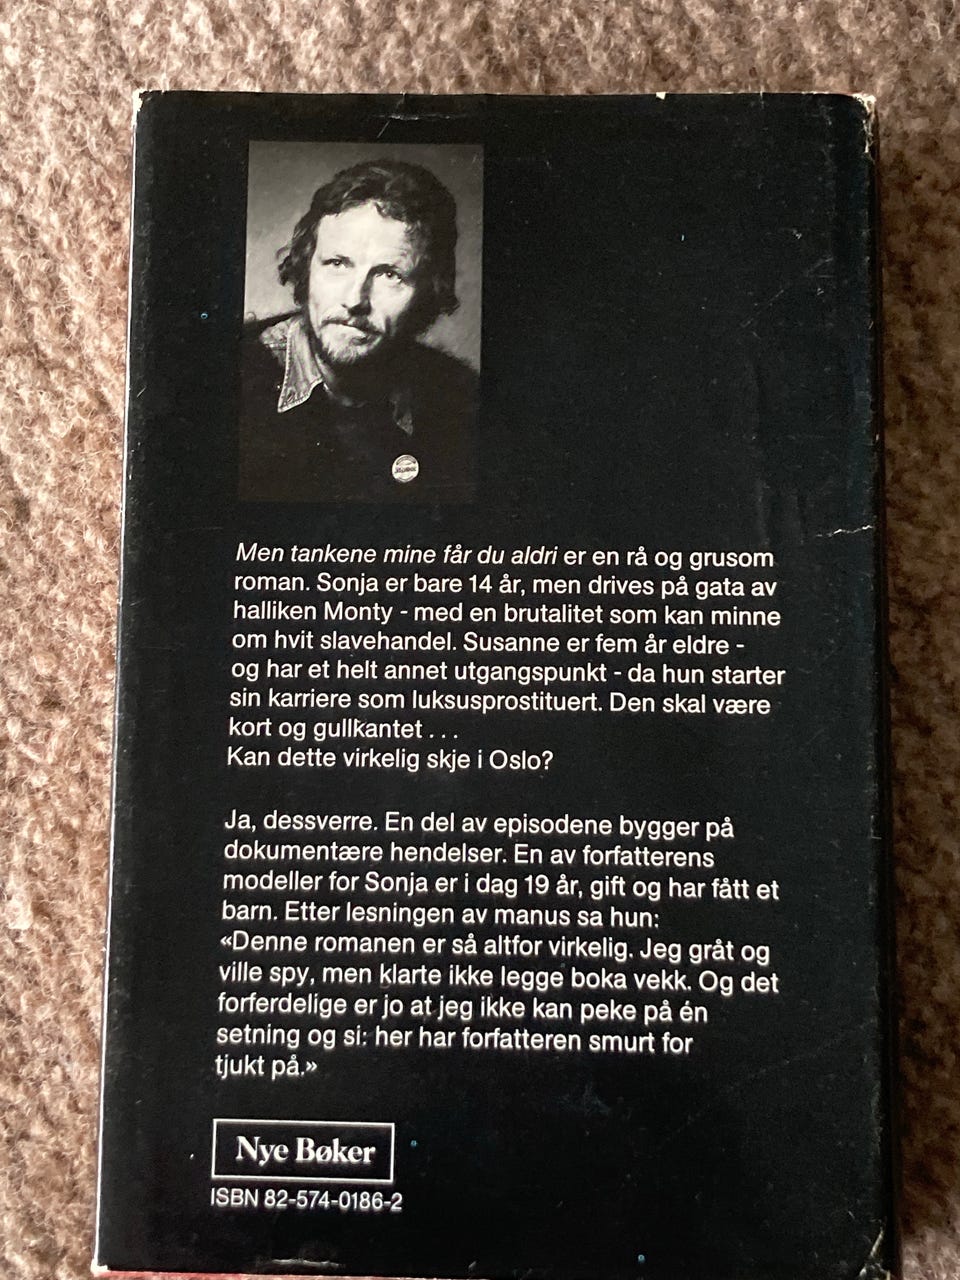 Men tankene mine får du aldri er en rå og grusom
roman. Sonja er bare 14 år, men drives på gata av
halliken Monty - med en brutalitet som kan minne
om hvit slavehandel. Susanne er fem år eldre -
og har et helt annet utgangspunkt - da hun starter
sin karriere som luksusprostituert. Den skal være
kort og gullkantet . . .
Kan dette virkelig skje i Oslo?
Ja, dessverre. En del av episodene bygger på
dokumentære hendelser. En av forfatterens
modeller for Sonja er i dag 19 år, gift og har fått et
barn. Etter lesningen av manus sa hun:
«Denne romanen er så altfor virkelig. Jeg gråt og
ville spy, men klarte ikke legge boka vekk. Og det
forferdelige er jo at jeg ikke kan peke på én
setning og si: her har forfatteren smurt for
tjukt på.»
Nye Bøker
ISBN 82-574-0186-2